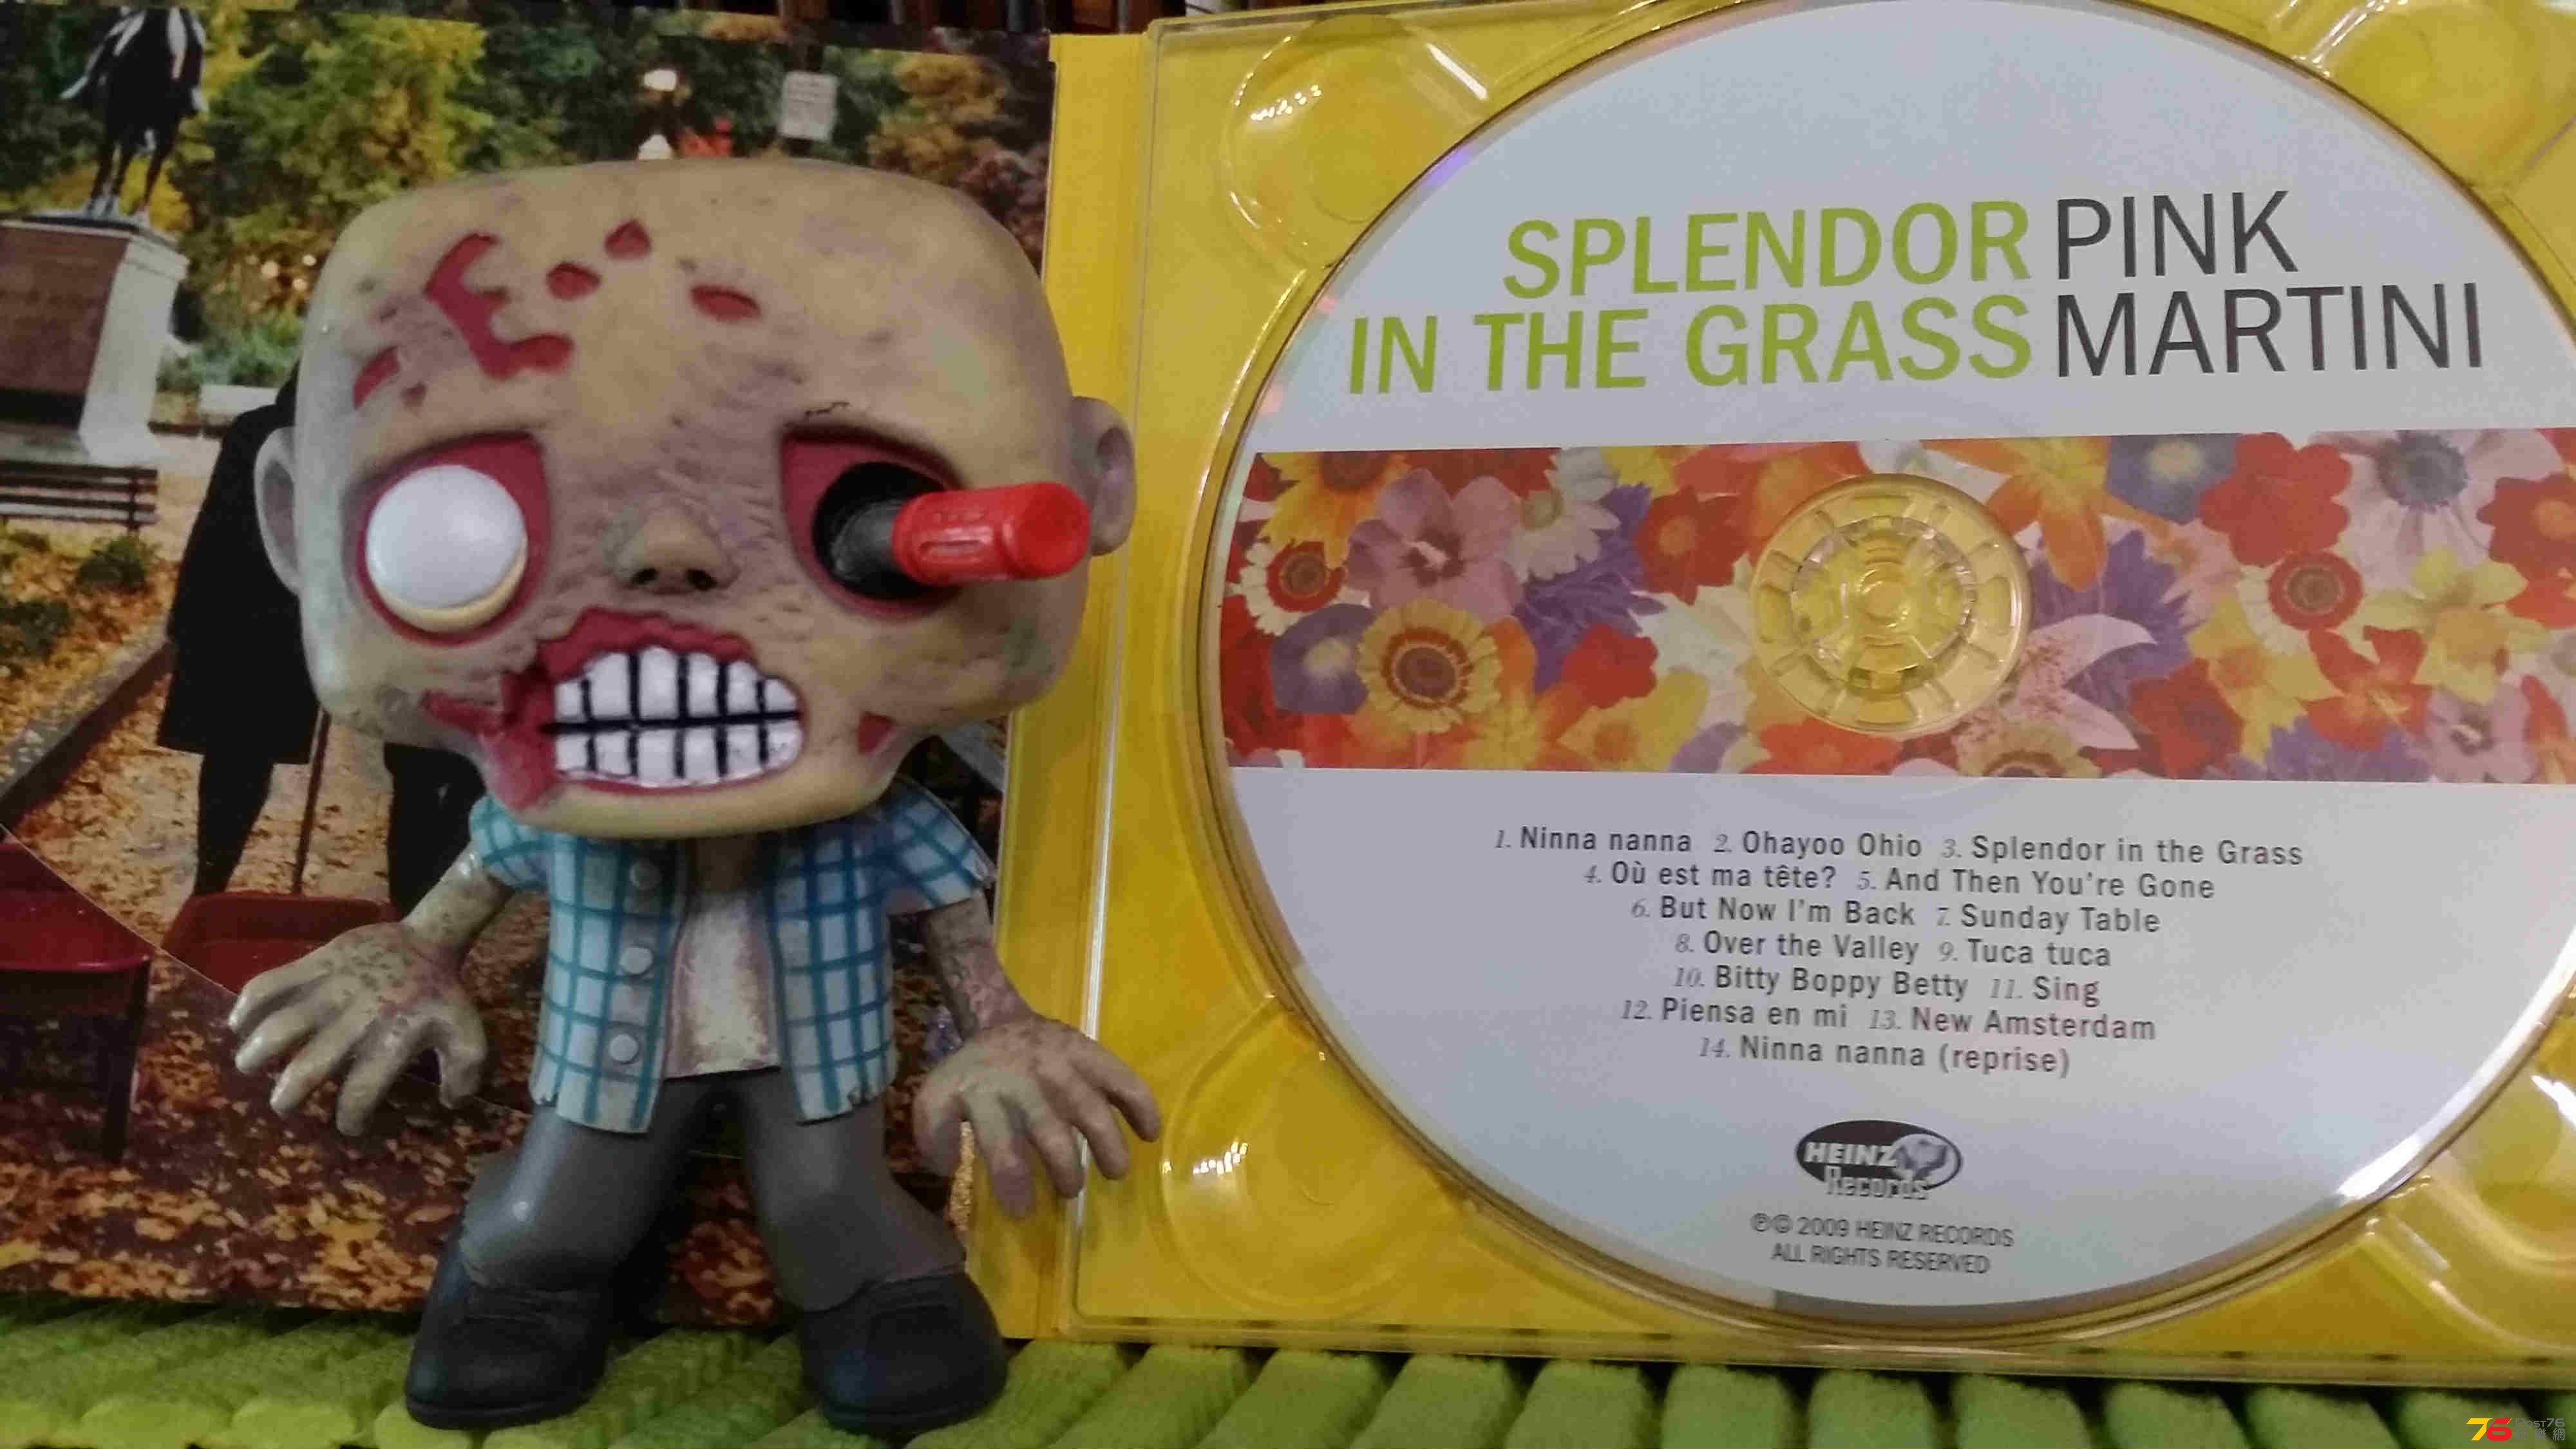 SPLENDOR PINK
IN THE GRASS MARTINI
1. Ninna nanna 2. Ohayoo Ohio 3. Splendor in the Grass
4. Où est ma tête? 5. And Then You're Gone
6. But Now I'm Back 7. Sunday Table
8. Over the Valley 9. Tuca tuca
10. Bitty Boppy Betty 11. Sing
12. Piensa en mi 13. New Amsterdam
14. Ninna nanna (reprise)
HEINZ
Records
℗© 2009 HEINZ RECORDS
ALL RIGHTS RESERVED
76 Post76